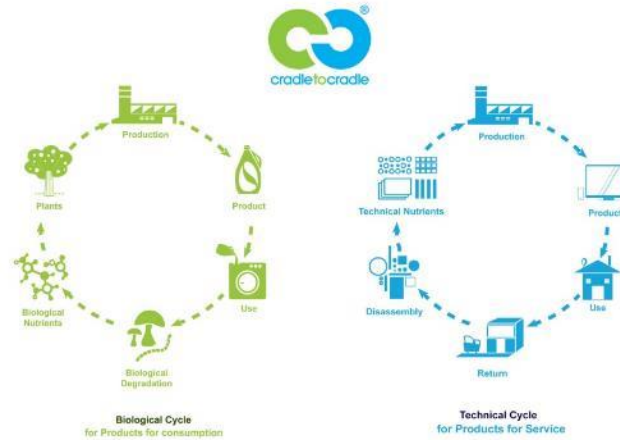 ®
cradletocradle
Production
Plants
Product
Biological
Nutrients
Use
Biological
Degradation
Biological Cycle
for Products for consumption
Production
Technical Nutrients
Product
Disassembly
Use
Return
Technical Cycle
for Products for Service